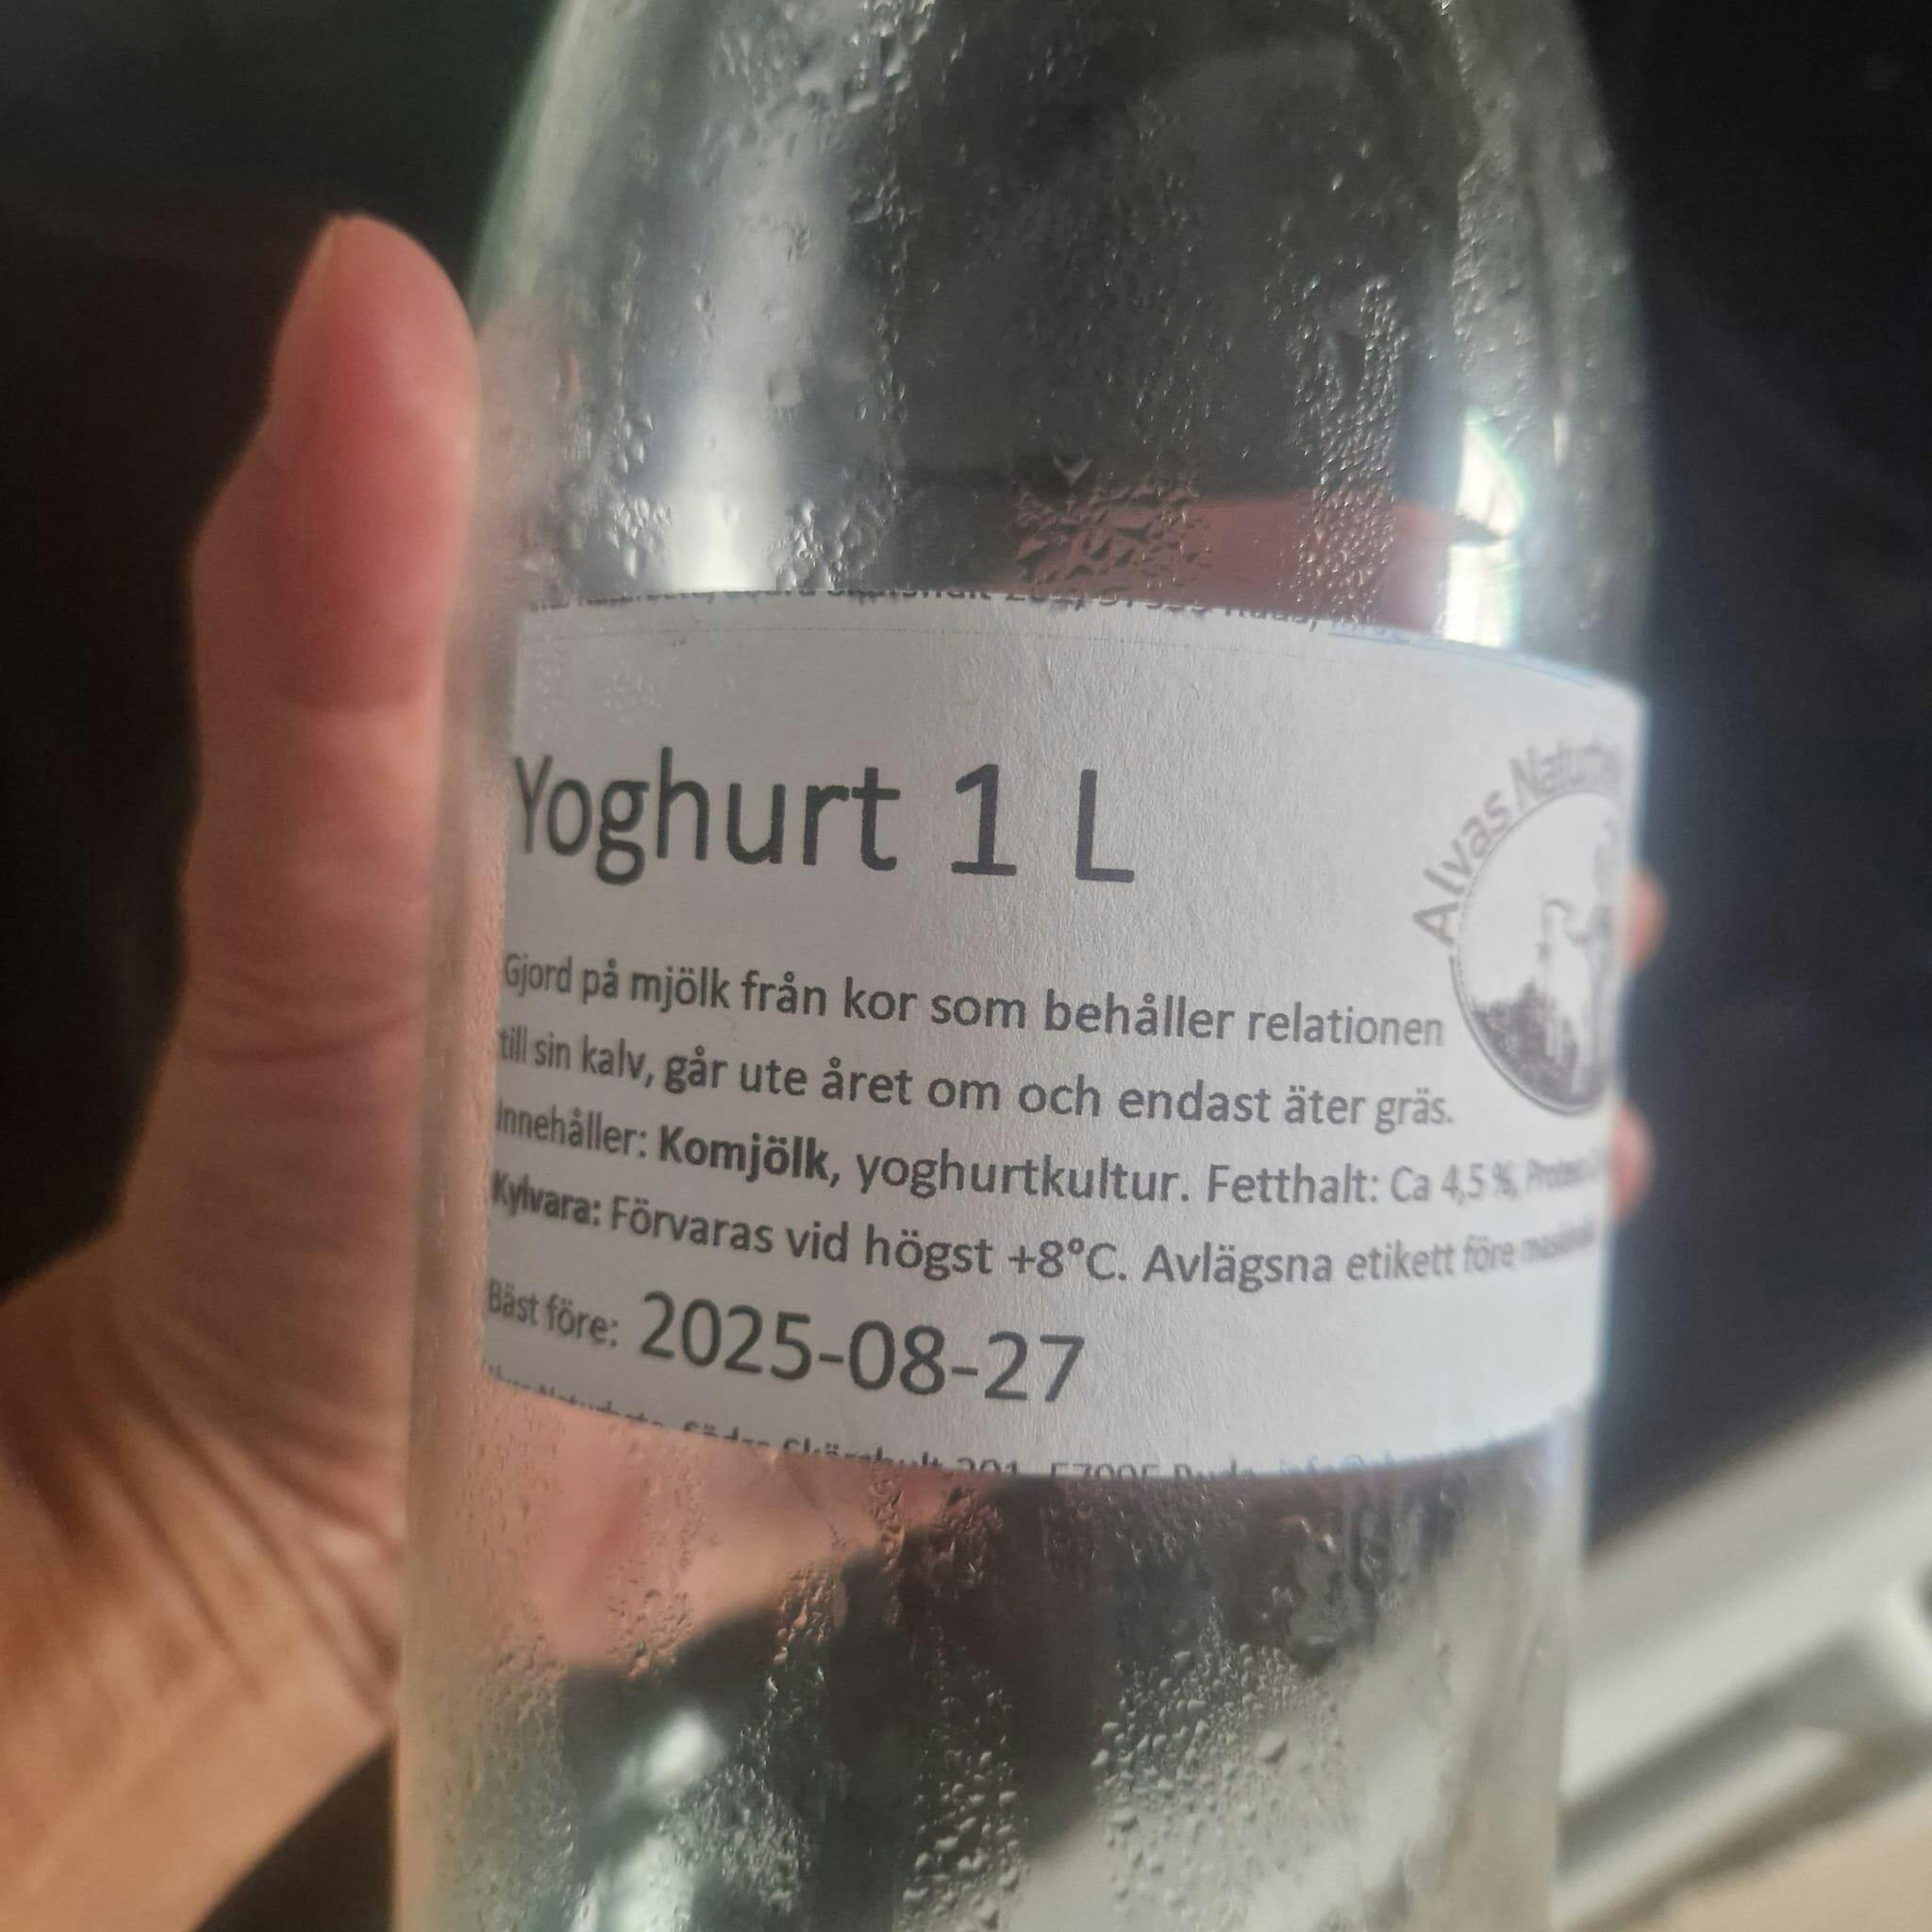 Yoghurt 1 L
Alvas
Gjord på mjölk från kor som behåller relationen
till sin kalv, går ute året om och endast äter gräs.
Innehåller: Komjölk, yoghurtkultur. Fetthalt: Ca 4,5 %, Protein
Kylvara: Förvaras vid högst +8°C. Avlägsna etikett före
Bäst före: 2025-08-27